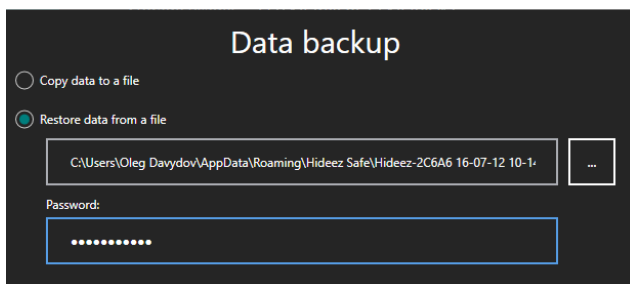 Data backup
Copy data to a file
Restore data from a file
C:\Users\Oleg Davydov\AppData\Roaming\Hideez Safe\Hideez-2C6A6 16-07-12 10-14
...
Password:
•••••••••••